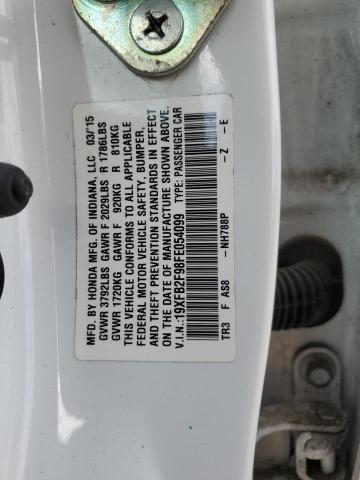 MFD. BY HONDA MFG. OF INDIANA, LLC 03/15
GVWR 3792LBS GAWR F 2029LBS R 1786LBS
GVWR 1720KG GAWR F 920KG R 810KG
THIS VEHICLE CONFORMS TO ALL APPLICABLE
FEDERAL MOTOR VEHICLE SAFETY, BUMPER,
AND THEFT PREVENTION STANDARDS IN EFFECT
ON THE DATE OF MANUFACTURE SHOWN ABOVE.
V.I.N.:19XFB2F98FE054099 TYPE: PASSENGER CAR
TR3 F AS8 -NH788P -Z -E